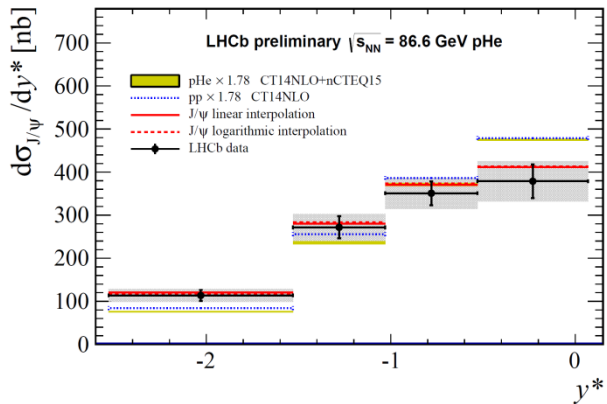 LHCb preliminary √sNN = 86.6 GeV pHe
pHe × 1.78 CT14NLO+nCTEQ15
pp × 1.78 CT14NLO
J/ψ linear interpolation
J/ψ logarithmic interpolation
LHCb data
dσJ/ψ/dy* [nb]
700
600
500
400
300
200
100
0
-2 -1 0
y*